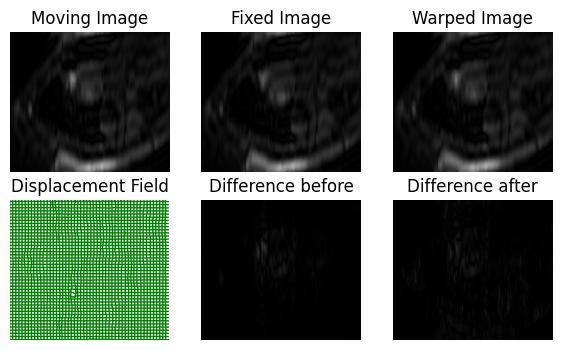 Moving Image
Fixed Image
Warped Image
Displacement Field
Difference before
Difference after